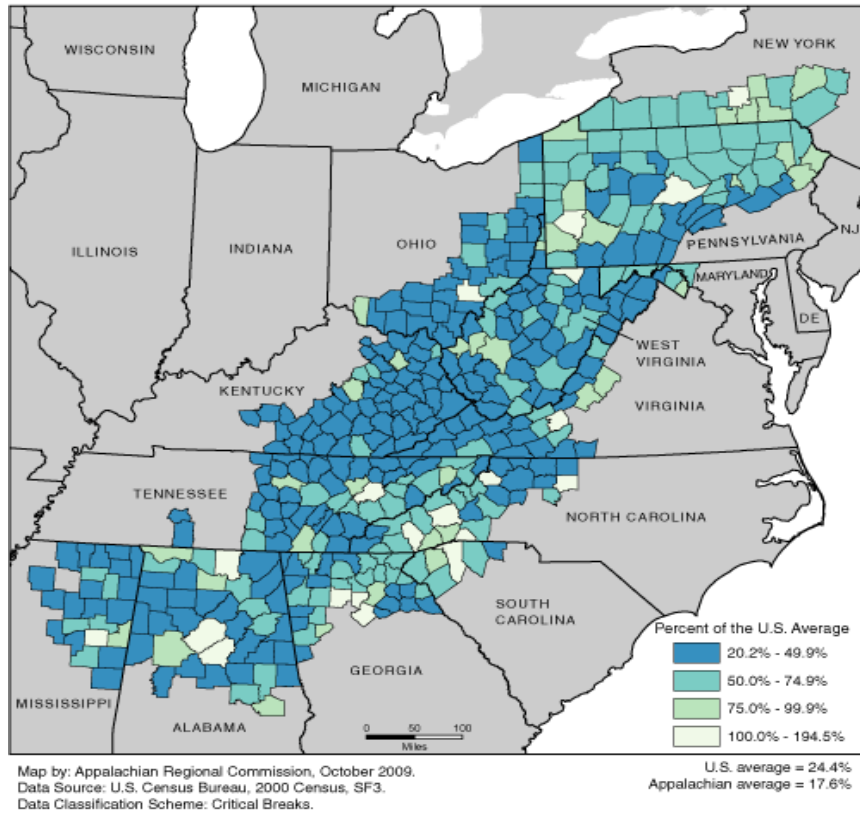 WISCONSIN
MICHIGAN
NEW YORK
ILLINOIS
INDIANA
OHIO
PENNSYLVANIA
NJ
MARYLAND
DE
WEST
VIRGINIA
KENTUCKY
VIRGINIA
TENNESSEE
NORTH CAROLINA
SOUTH
CAROLINA
GEORGIA
MISSISSIPPI
ALABAMA
0 50 100
Miles
Percent of the U.S. Average
20.2% - 49.9%
50.0% - 74.9%
75.0% - 99.9%
100.0% - 194.5%
Map by: Appalachian Regional Commission, October 2009.
Data Source: U.S. Census Bureau, 2000 Census, SF3.
Data Classification Scheme: Critical Breaks.
U.S. average = 24.4%
Appalachian average = 17.6%